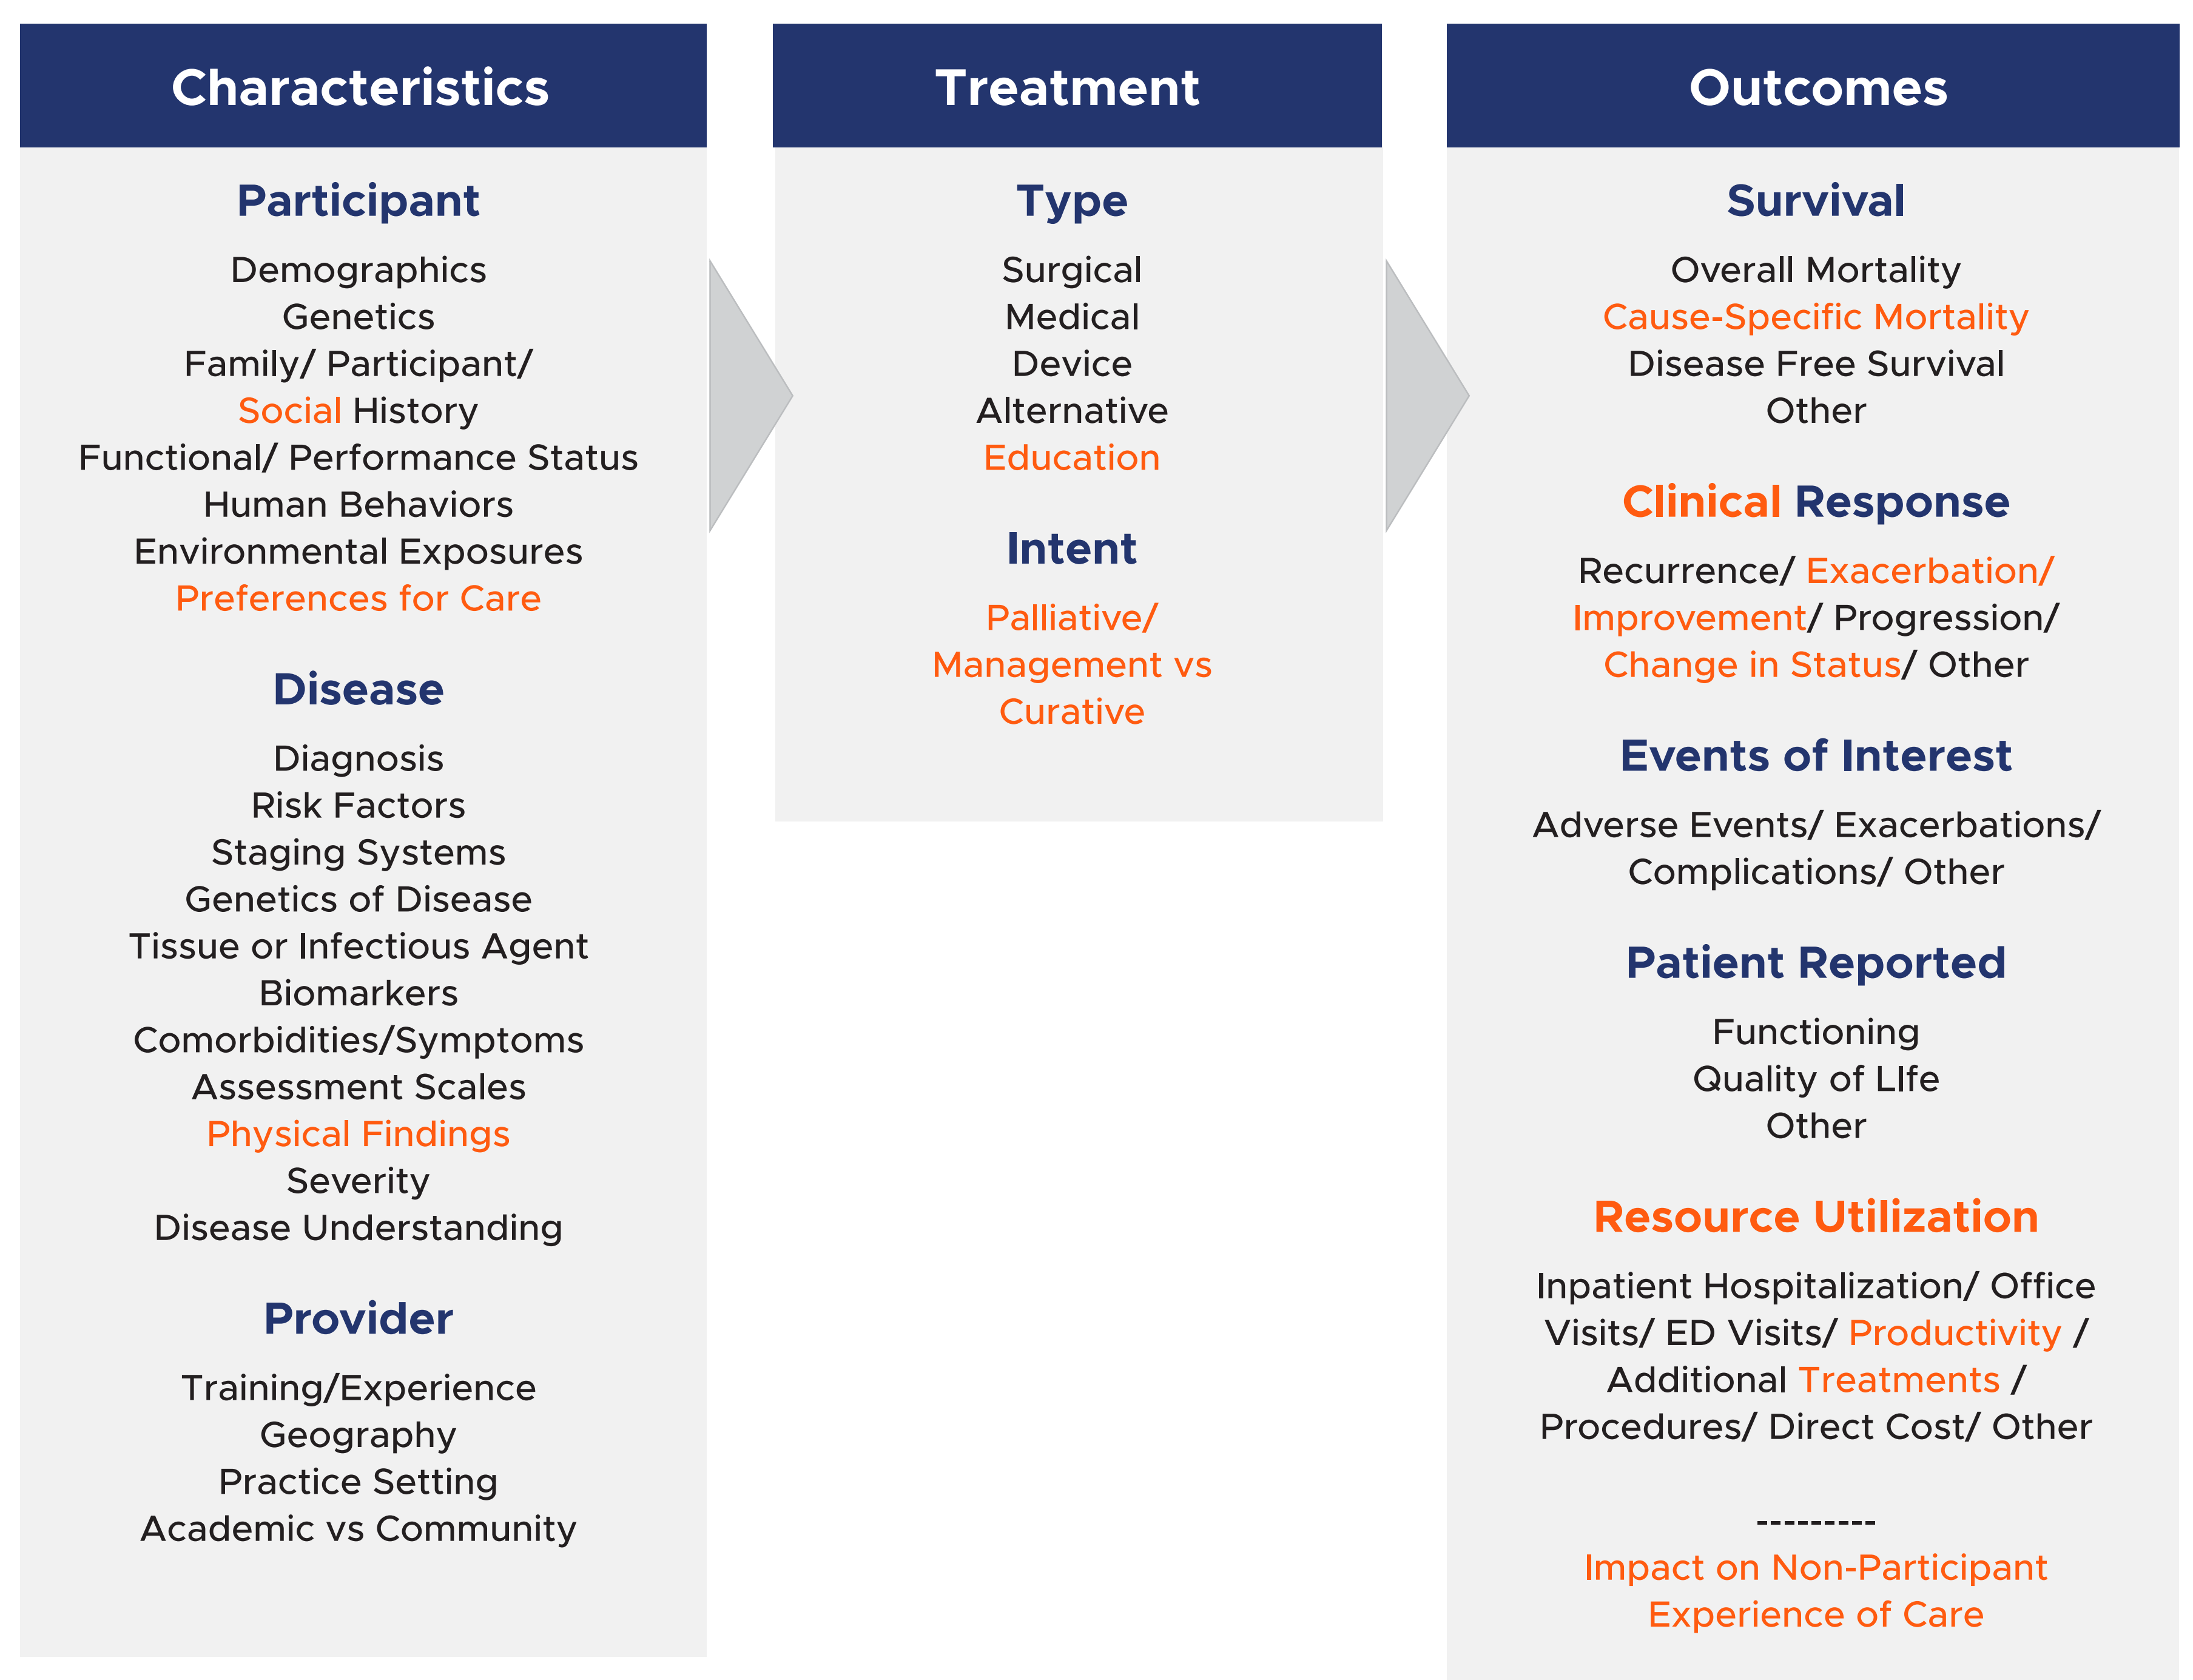 Characteristics
Participant
Demographics
Genetics
Family/ Participant/
Social History
Functional/ Performance Status
Human Behaviors
Environmental Exposures
Preferences for Care
Disease
Diagnosis
Risk Factors
Staging Systems
Genetics of Disease
Tissue or Infectious Agent
Biomarkers
Comorbidities/Symptoms
Assessment Scales
Physical Findings
Severity
Disease Understanding
Provider
Training/Experience
Geography
Practice Setting
Academic vs Community
Treatment
Type
Surgical
Medical
Device
Alternative
Education
Intent
Palliative/
Management vs
Curative
Outcomes
Survival
Overall Mortality
Cause-Specific Mortality
Disease Free Survival
Other
Clinical Response
Recurrence/ Exacerbation/
Improvement/ Progression/
Change in Status/ Other
Events of Interest
Adverse Events/ Exacerbations/
Complications/ Other
Patient Reported
Functioning
Quality of LIfe
Other
Resource Utilization
Inpatient Hospitalization/ Office
Visits/ ED Visits/ Productivity /
Additional Treatments /
Procedures/ Direct Cost/ Other
---------
Impact on Non-Participant
Experience of Care